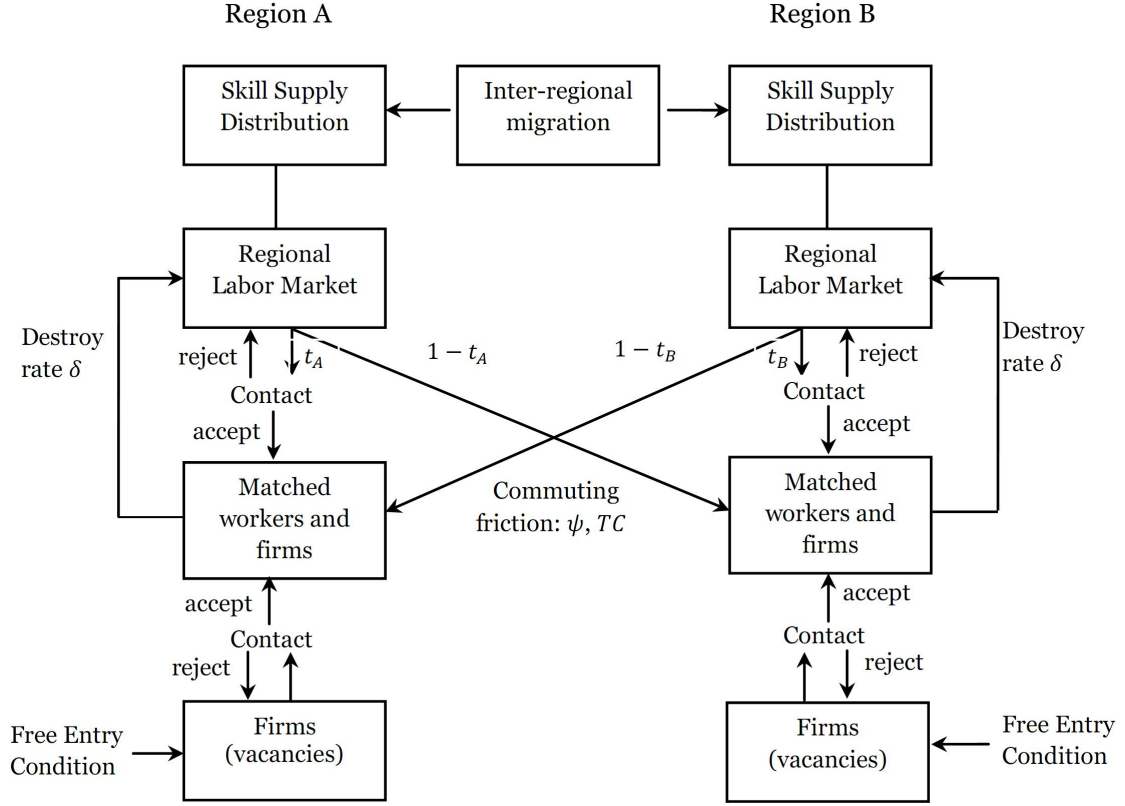 Region A
Region B
Skill Supply
Distribution
Inter-regional
migration
Skill Supply
Distribution
Regional
Labor Market
Regional
Labor Market
Destroy
rate δ
reject
t_A
1 − t_A
1 − t_B
t_B
reject
Destroy
rate δ
Contact
Contact
accept
accept
Matched
workers and
firms
Commuting
friction: ψ, TC
Matched
workers and
firms
accept
accept
Contact
Contact
reject
reject
Free Entry
Condition
Firms
(vacancies)
Firms
(vacancies)
Free Entry
Condition